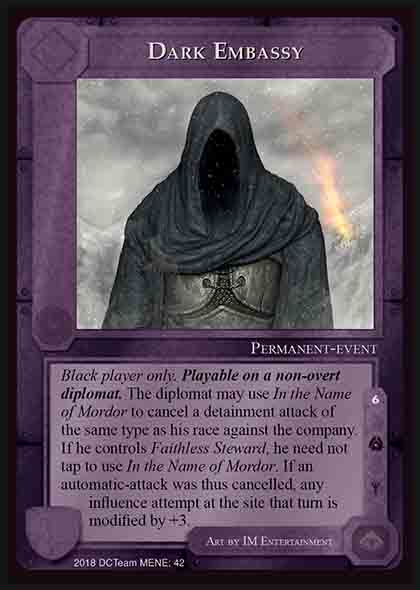 DARK EMBASSY
PERMANENT-EVENT
Black player only. Playable on a non-overt
diplomat. The diplomat may use In the Name
of Mordor to cancel a detainment attack of
the same type as his race against the company.
If he controls Faithless Steward, he need not
tap to use In the Name of Mordor. If an
automatic-attack was thus cancelled, any
influence attempt at the site that turn is
modified by +3.
6
ART BY IM ENTERTAINMENT
2018 DCTeam MENE: 42